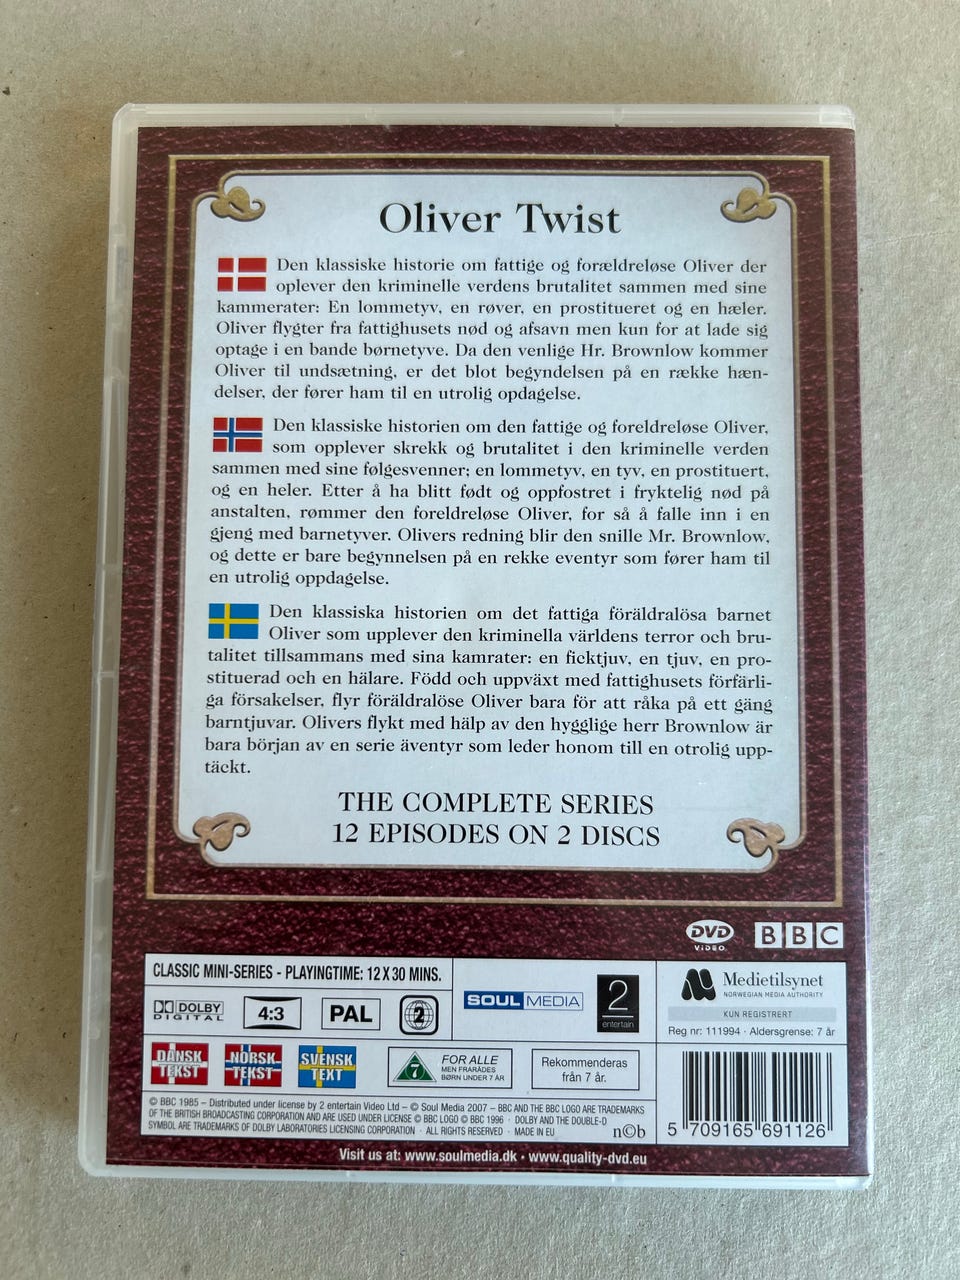 Oliver Twist
Den klassiske historie om fattige og forældreløse Oliver der
oplever den kriminelle verdens brutalitet sammen med sine
kammerater: En lommetyv, en røver, en prostitueret og en hæler.
Oliver flygter fra fattighusets nød og afsavn men kun for at lade sig
optage i en bande børnetyve. Da den venlige Hr. Brownlow kommer
Oliver til undsætning, er det blot begyndelsen på en række hæn-
delser, der fører ham til en utrolig opdagelse.
Den klassiske historien om den fattige og foreldreløse Oliver,
som opplever skrekk og brutalitet i den kriminelle verden
sammen med sine følgesvenner; en lommetyv, en tyv, en prostituert,
og en heler. Etter å ha blitt født og oppfostret i fryktelig nød på
anstalten, rømmer den foreldreløse Oliver, for så å falle inn i en
gjeng med barnetyver. Olivers redning blir den snille Mr. Brownlow,
og dette er bare begynnelsen på en rekke eventyr som fører ham til
en utrolig oppdagelse.
Den klassiska historien om det fattiga föräldralösa barnet
Oliver som upplever den kriminella världens terror och bru-
talitet tillsammans med sina kamrater: en ficktjuv, en tjuv, en pro-
stituerad och en hälare. Född och uppväxt med fattighusets förfärli-
ga försakelser, flyr föräldralöse Oliver bara för att råka på ett gäng
barntjuvar. Olivers flykt med hjälp av den hygglige herr Brownlow är
bara början av en serie äventyr som leder honom till en otrolig upp-
täckt.
THE COMPLETE SERIES
12 EPISODES ON 2 DISCS
DVD VIDEO
BBC
CLASSIC MINI-SERIES - PLAYINGTIME: 12 X 30 MINS.
DOLBY DIGITAL
4:3
PAL
2
SOUL MEDIA
2 entertain
Medietilsynet
NORWEGIAN MEDIA AUTHORITY
KUN REGISTRERT
Reg nr: 111994 · Aldersgrense: 7 år
DANSK TEKST
NORSK TEKST
SVENSK TEXT
7
FOR ALLE
MEN FRARÅDES
BØRN UNDER 7 ÅR
Rekommenderas
från 7 år.
© BBC 1985 – Distributed under license by 2 entertain Video Ltd – © Soul Media 2007 – BBC AND THE BBC LOGO ARE TRADEMARKS
OF THE BRITISH BROADCASTING CORPORATION AND ARE USED UNDER LICENSE © BBC LOGO © BBC 1996 · DOLBY AND THE DOUBLE-D
SYMBOL ARE TRADEMARKS OF DOLBY LABORATORIES LICENSING CORPORATION · ALL RIGHTS RESERVED · MADE IN EU
n©b
5 709165 691126
Visit us at: www.soulmedia.dk · www.quality-dvd.eu